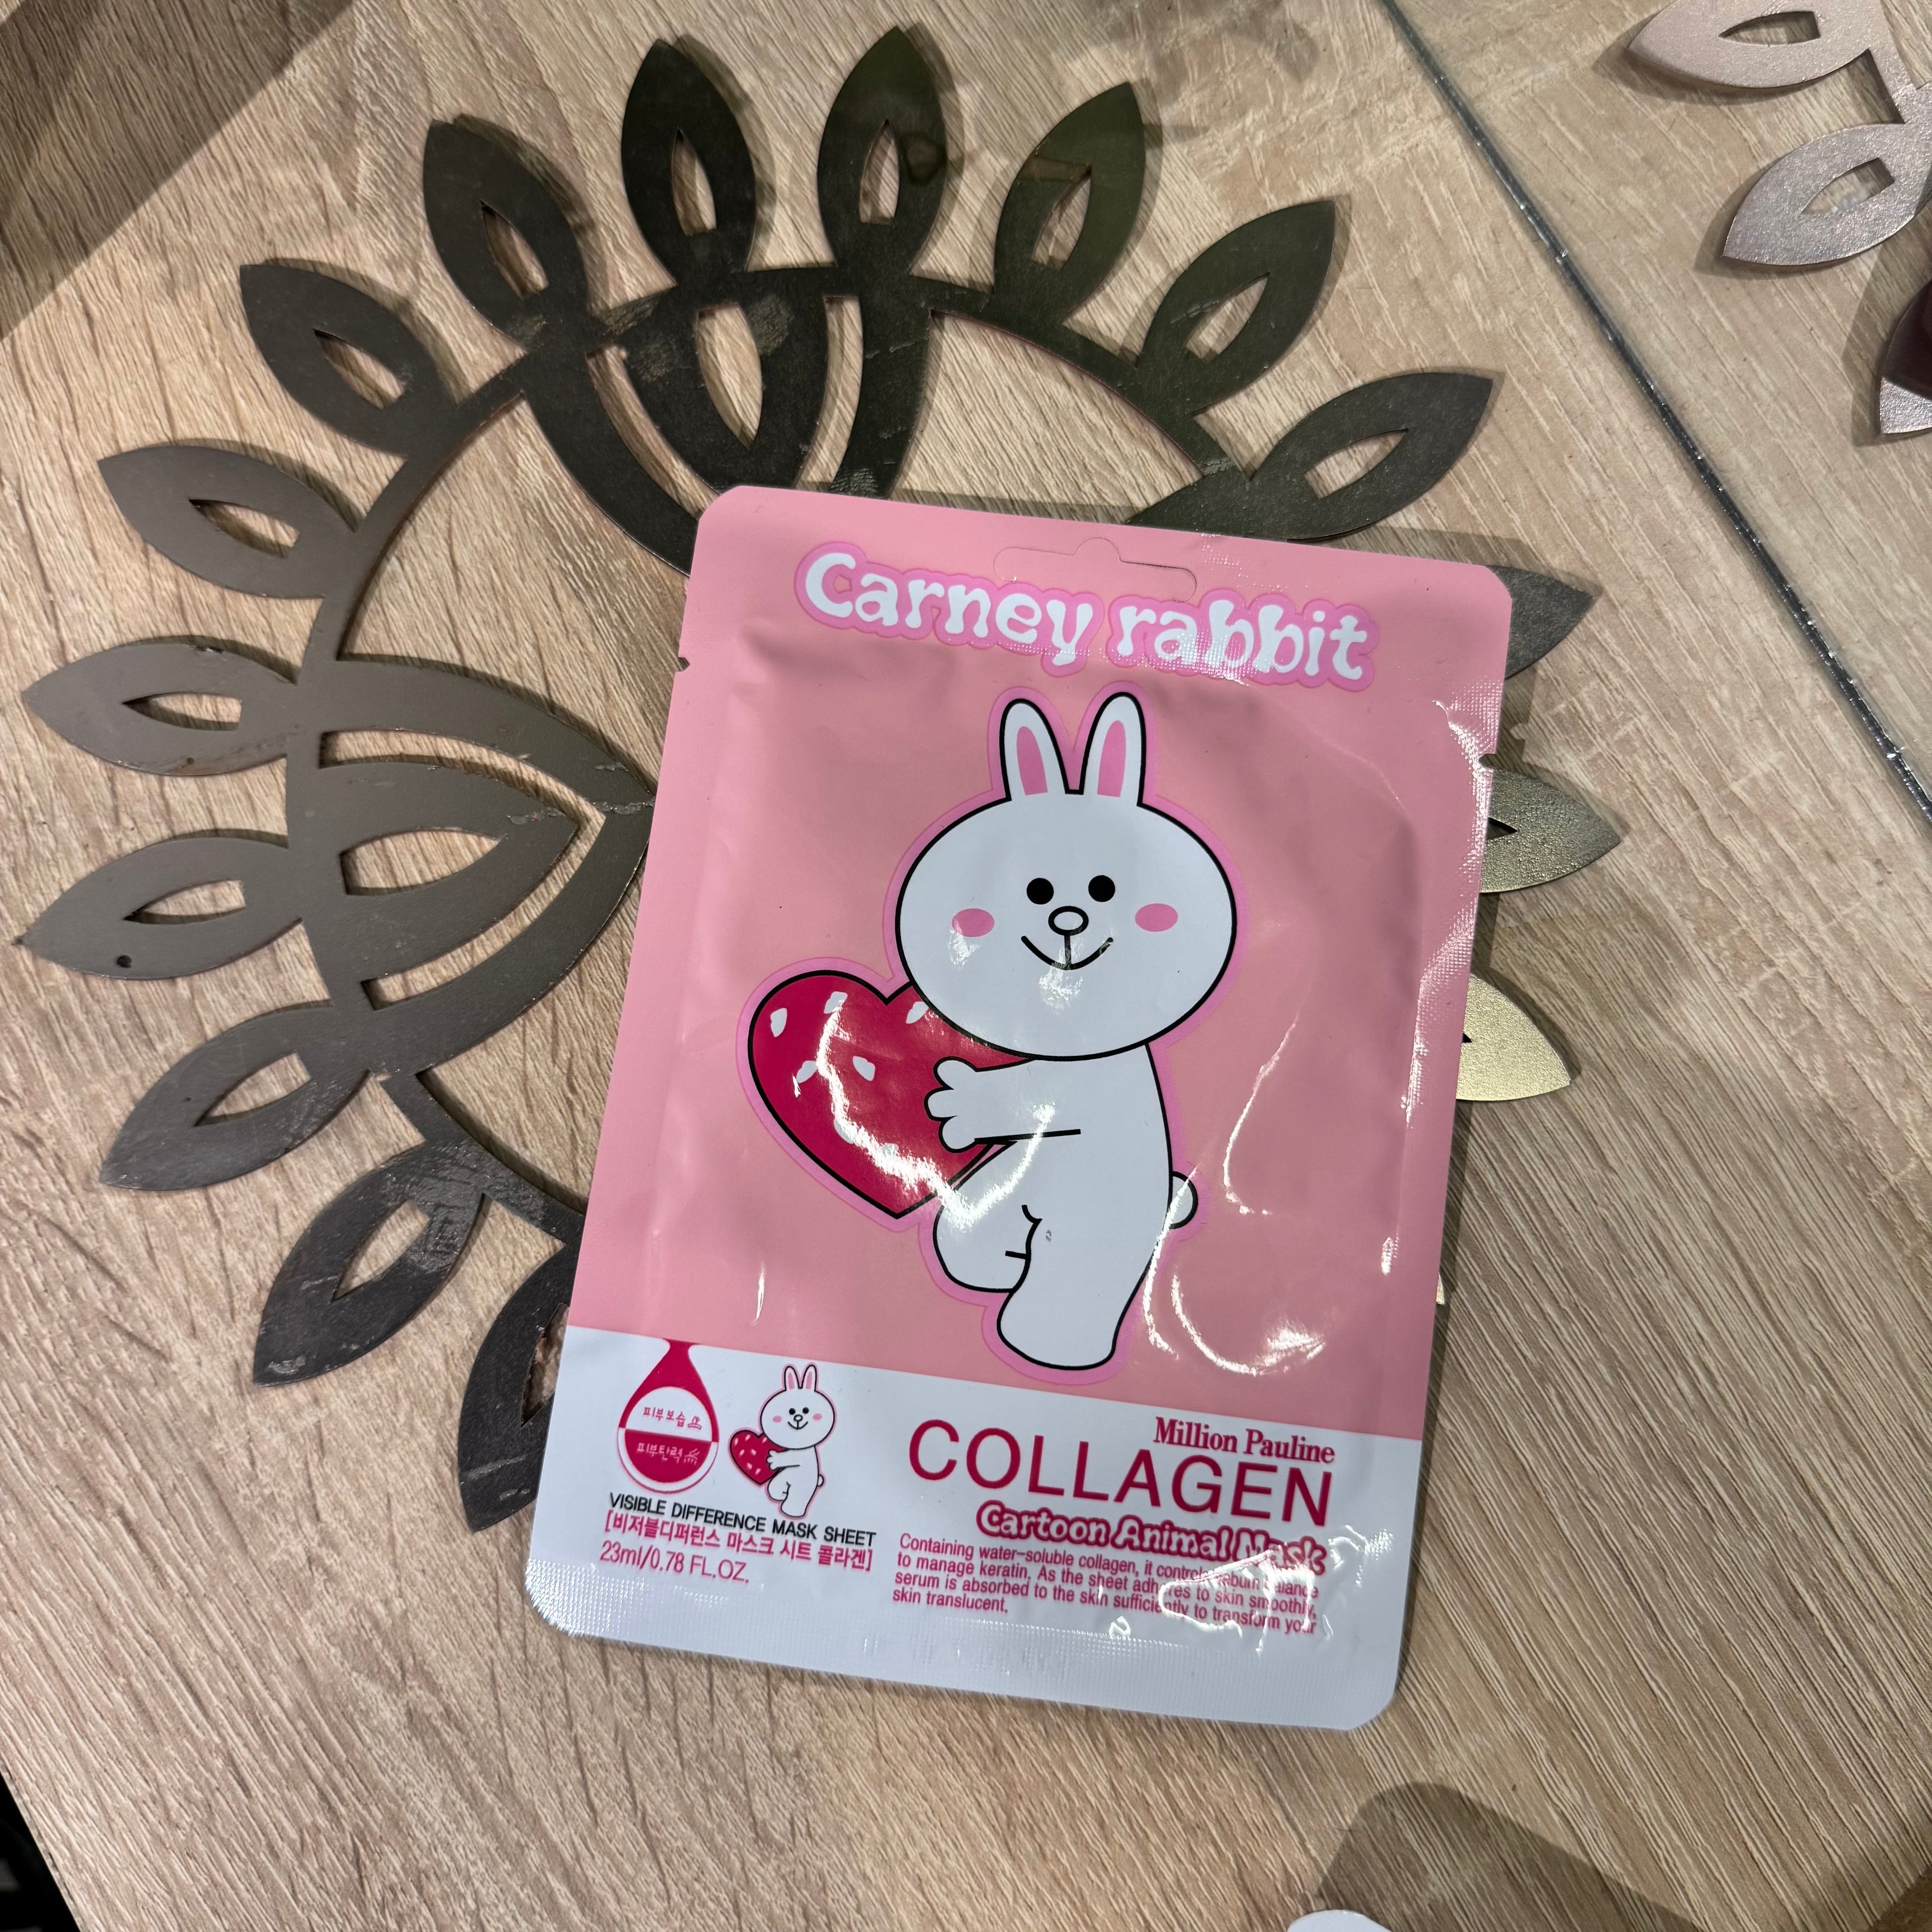 Carney rabbit
피부보습
피부탄력
VISIBLE DIFFERENCE MASK SHEET
[비저블디퍼런스 마스크 시트 콜라겐]
23ml/0.78 FL.OZ.
Million Pauline
COLLAGEN
Cartoon Animal Mask
Containing water-soluble collagen, it controls sebum balance
to manage keratin. As the sheet adheres to skin smoothly,
serum is absorbed to the skin sufficiently to transform your
skin translucent.